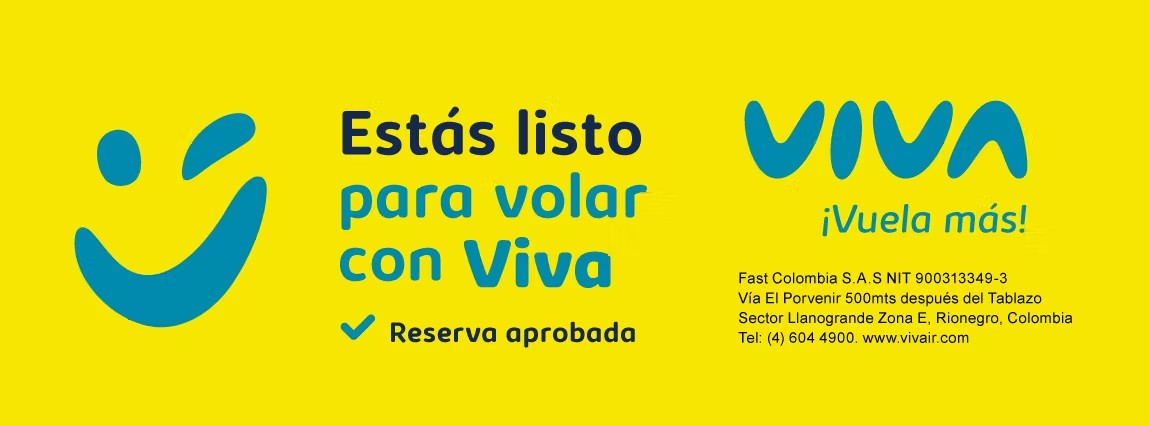 Estás listo
para volar
con Viva
Reserva aprobada
VIVA
¡Vuela más!
Fast Colombia S.A.S NIT 900313349-3
Vía El Porvenir 500mts después del Tablazo
Sector Llanogrande Zona E, Rionegro, Colombia
Tel: (4) 604 4900. www.vivair.com